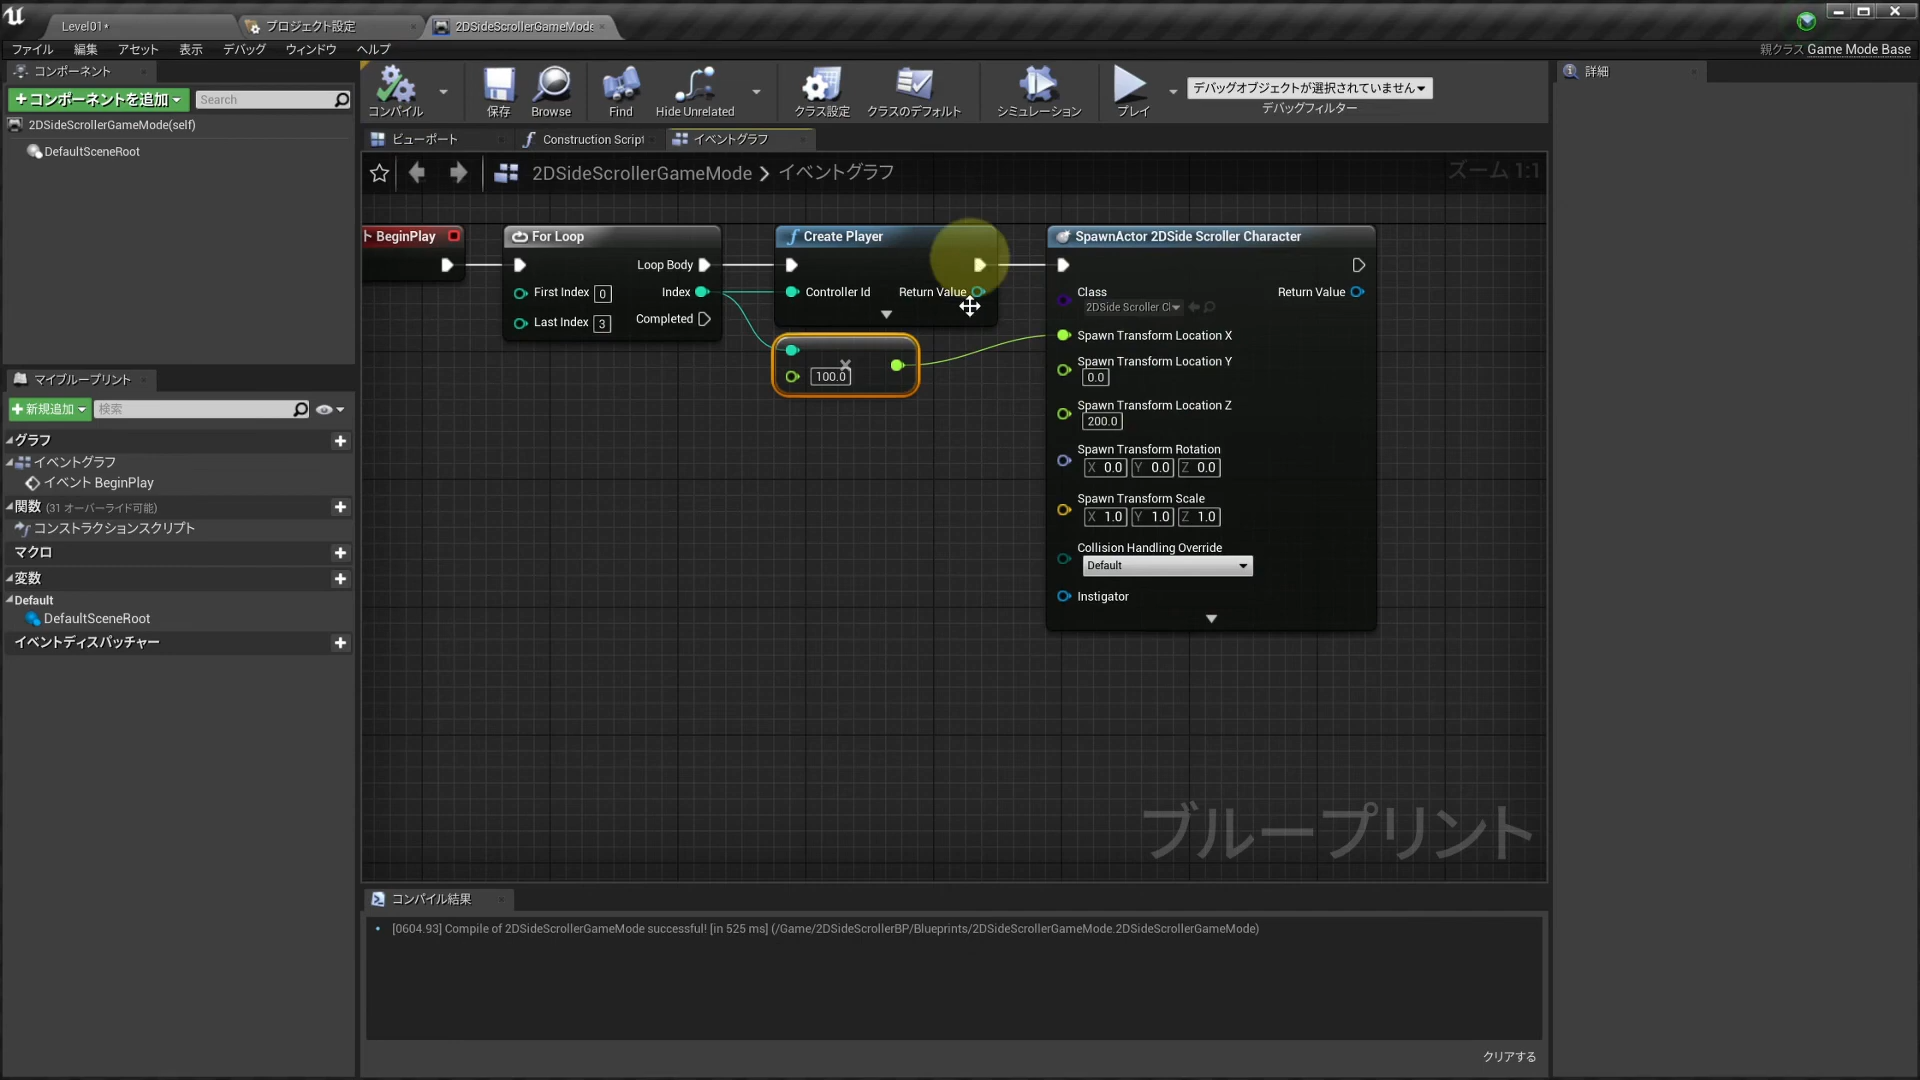 Level01*
プロジェクト設定
2DSideScrollerGameMode
ファイル 編集 アセット 表示 デバッグ ウィンドウ ヘルプ
親クラス Game Mode Base
コンポーネント
コンポーネントを追加
Search
2DSideScrollerGameMode(self)
DefaultSceneRoot
コンパイル
保存
Browse
Find
Hide Unrelated
クラス設定
クラスのデフォルト
シミュレーション
プレイ
デバッグオブジェクトが選択されていません
デバッグフィルター
詳細
ビューポート
Construction Script
イベントグラフ
2DSideScrollerGameMode > イベントグラフ
ズーム 1:1
ト BeginPlay
For Loop
Loop Body
First Index 0
Index
Last Index 3
Completed
Create Player
Controller Id
Return Value
100.0
SpawnActor 2DSide Scroller Character
Class
2DSide Scroller Cl
Return Value
Spawn Transform Location X
Spawn Transform Location Y
0.0
Spawn Transform Location Z
200.0
Spawn Transform Rotation
X 0.0 Y 0.0 Z 0.0
Spawn Transform Scale
X 1.0 Y 1.0 Z 1.0
Collision Handling Override
Default
Instigator
ブループリント
マイブループリント
新規追加
検索
グラフ
イベントグラフ
イベント BeginPlay
関数 (31 オーバーライド可能)
コンストラクションスクリプト
マクロ
変数
Default
DefaultSceneRoot
イベントディスパッチャー
コンパイル結果
[0604.93] Compile of 2DSideScrollerGameMode successful! [in 525 ms] (/Game/2DSideScrollerBP/Blueprints/2DSideScrollerGameMode.2DSideScrollerGameMode)
クリアする